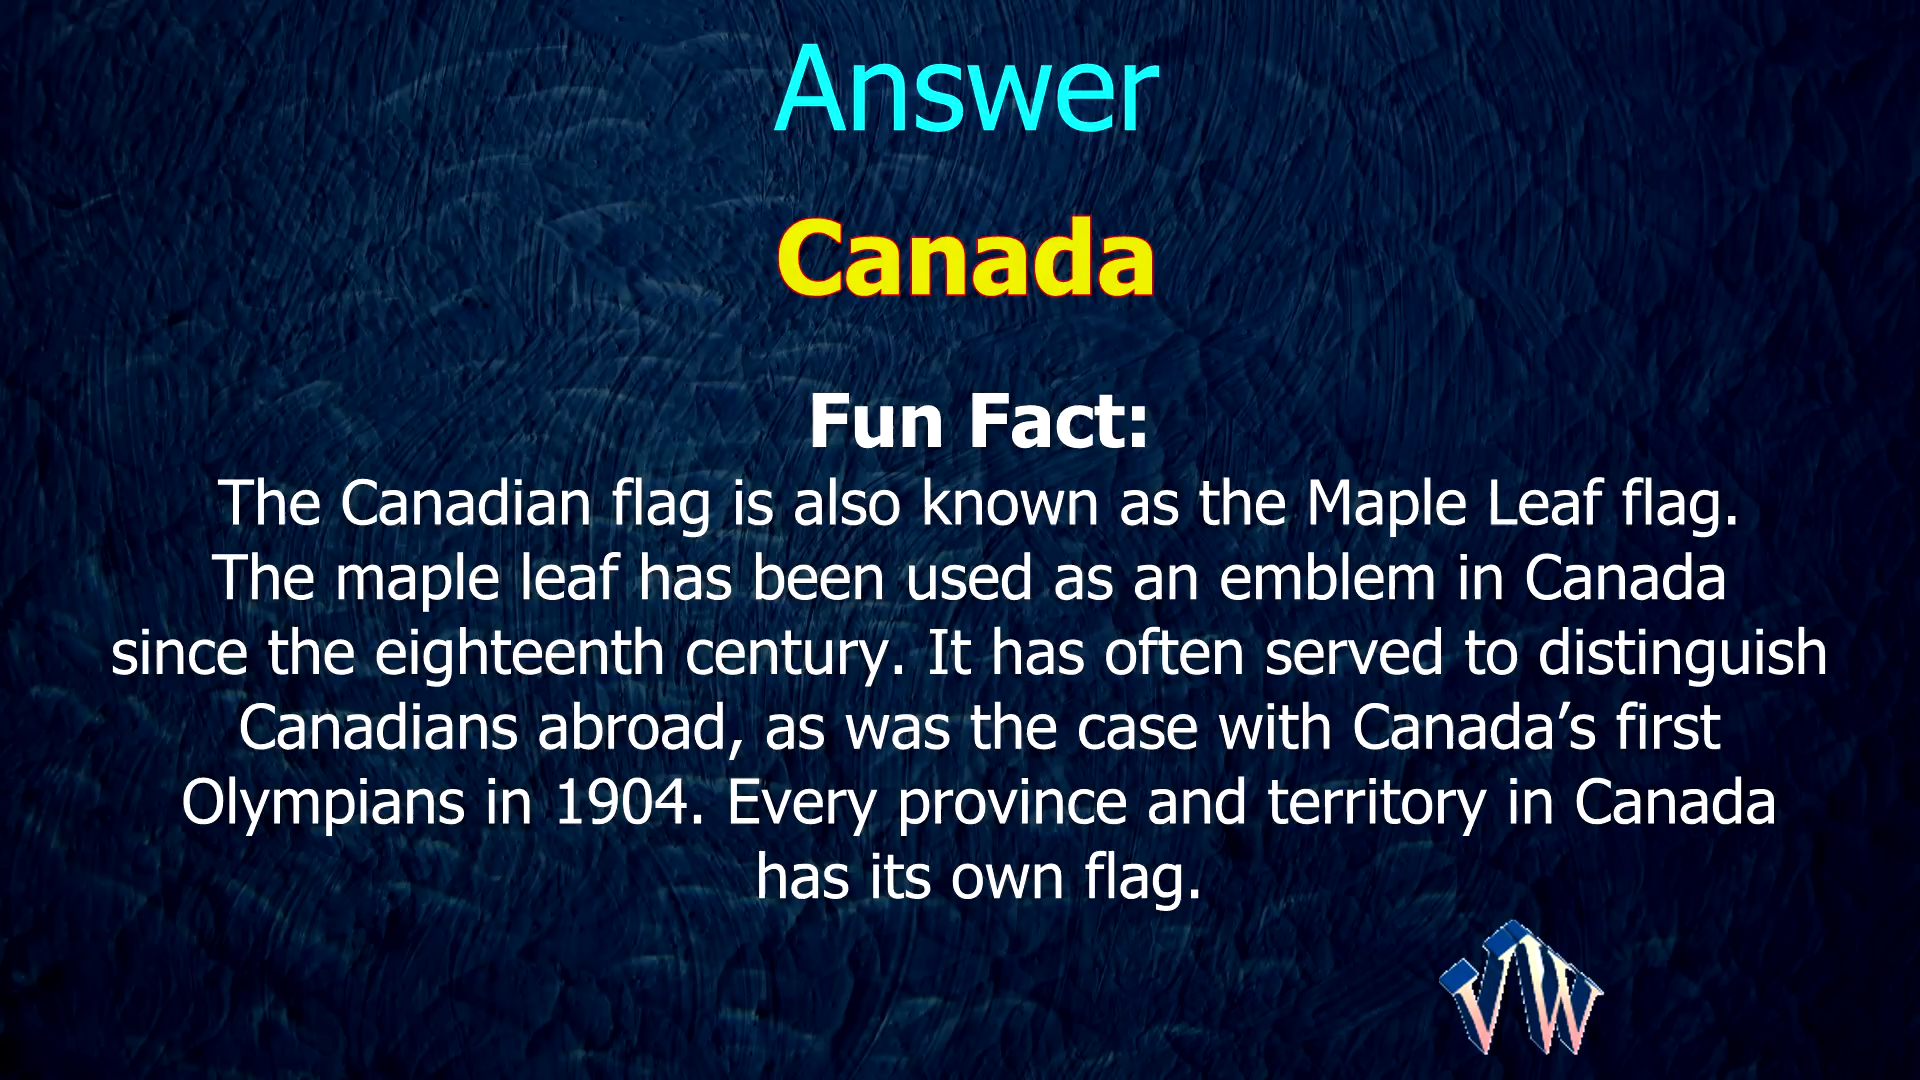 Answer
Canada
Fun Fact:
The Canadian flag is also known as the Maple Leaf flag.
The maple leaf has been used as an emblem in Canada
since the eighteenth century. It has often served to distinguish
Canadians abroad, as was the case with Canada’s first
Olympians in 1904. Every province and territory in Canada
has its own flag.
VW